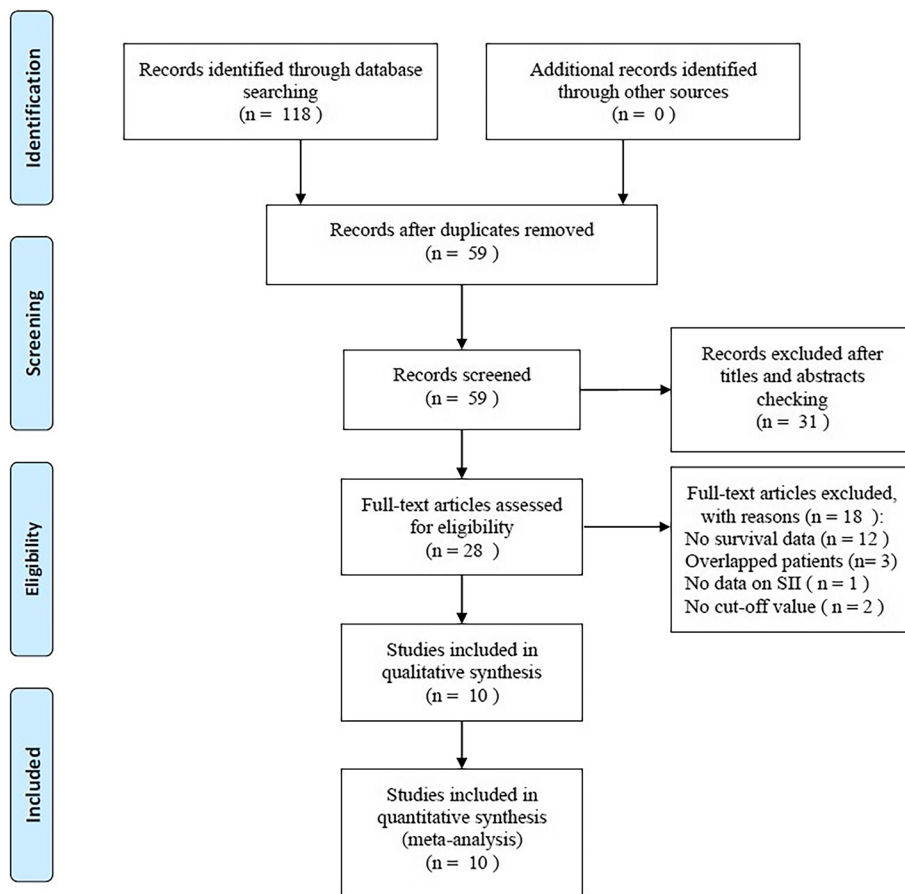 Identification
Records identified through database
searching
(n = 118 )
Additional records identified
through other sources
(n = 0 )
Records after duplicates removed
(n = 59 )
Screening
Records screened
(n = 59 )
Records excluded after
titles and abstracts
checking
(n = 31 )
Eligibility
Full-text articles assessed
for eligibility
(n = 28 )
Full-text articles excluded,
with reasons (n = 18 ):
No survival data (n = 12 )
Overlapped patients (n= 3)
No data on SII ( n = 1 )
No cut-off value ( n = 2 )
Studies included in
qualitative synthesis
(n = 10 )
Included
Studies included in
quantitative synthesis
(meta-analysis)
(n = 10 )